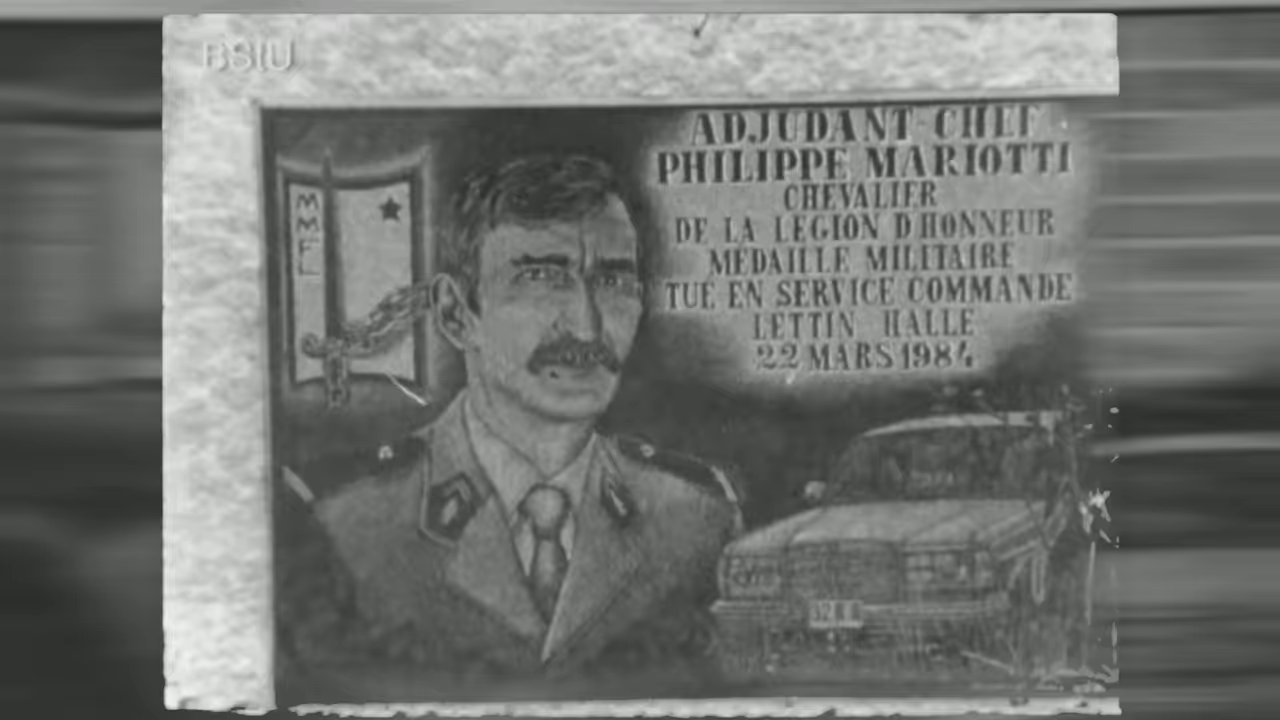 BSIU
MMFL
ADJUDANT-CHEF
PHILIPPE MARIOTTI
CHEVALIER
DE LA LEGION D'HONNEUR
MEDAILLE MILITAIRE
TUE EN SERVICE COMMANDE
LETTIN HALLE
22 MARS 1984